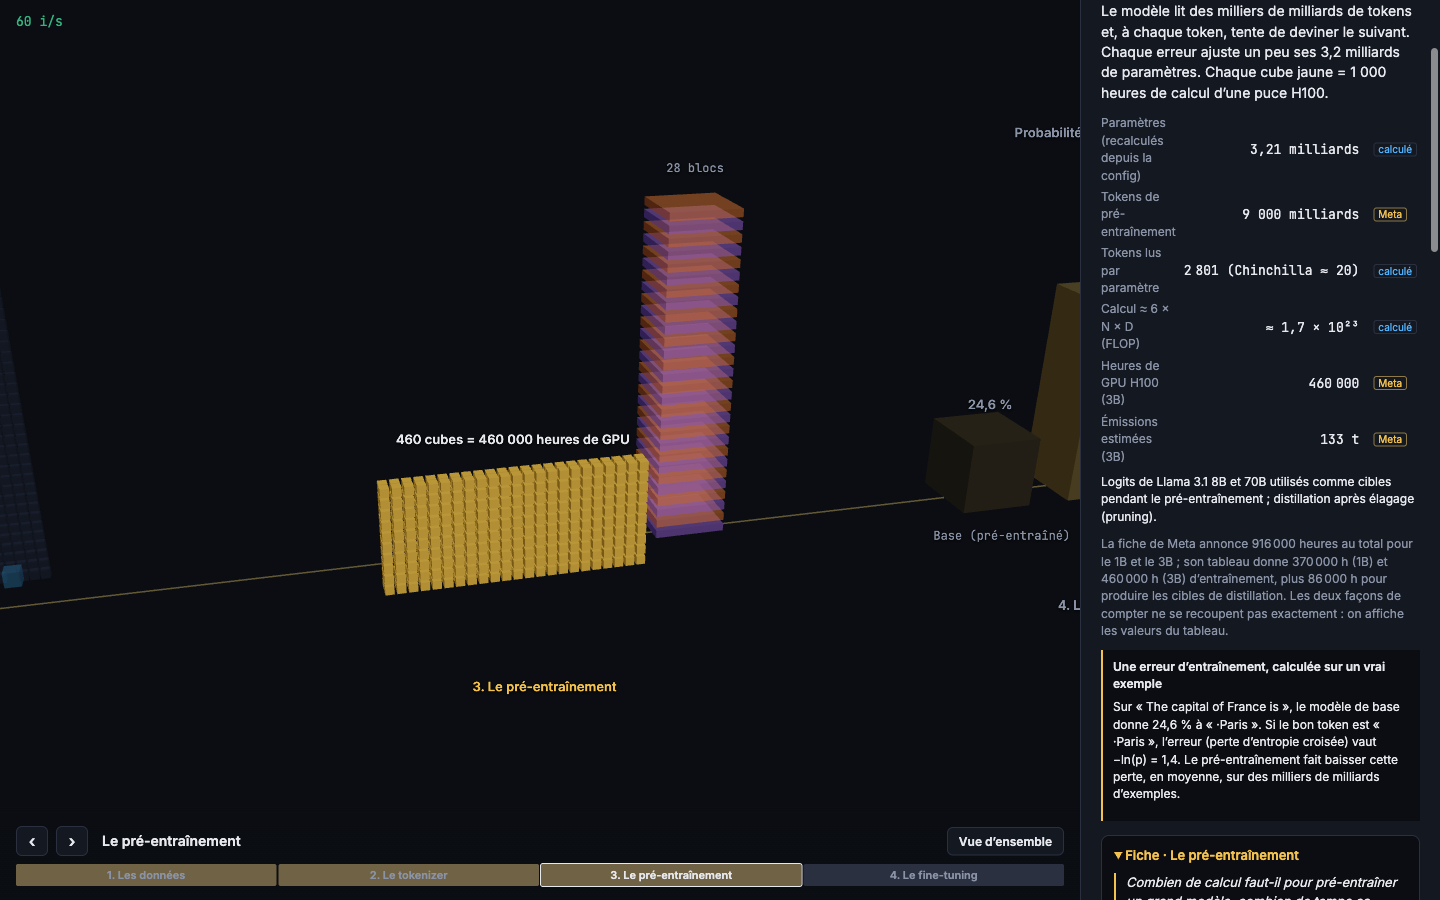 60 i/s
28 blocs
Probabilité
460 cubes = 460 000 heures de GPU
24,6 %
Base (pré-entraîné)
4. L
3. Le pré-entraînement
‹
›
Le pré-entraînement
Vue d’ensemble
1. Les données
2. Le tokenizer
3. Le pré-entraînement
4. Le fine-tuning
Le modèle lit des milliers de milliards de tokens
et, à chaque token, tente de deviner le suivant.
Chaque erreur ajuste un peu ses 3,2 milliards
de paramètres. Chaque cube jaune = 1 000
heures de calcul d’une puce H100.
Paramètres
(recalculés
depuis la
config)
3,21 milliards
calculé
Tokens de
pré-
entraînement
9 000 milliards
Meta
Tokens lus
par
paramètre
2 801 (Chinchilla ≈ 20)
calculé
Calcul ≈ 6 ×
N × D
(FLOP)
≈ 1,7 × 10²³
calculé
Heures de
GPU H100
(3B)
460 000
Meta
Émissions
estimées
(3B)
133 t
Meta
Logits de Llama 3.1 8B et 70B utilisés comme cibles
pendant le pré-entraînement ; distillation après élagage
(pruning).
La fiche de Meta annonce 916 000 heures au total pour
le 1B et le 3B ; son tableau donne 370 000 h (1B) et
460 000 h (3B) d’entraînement, plus 86 000 h pour
produire les cibles de distillation. Les deux façons de
compter ne se recoupent pas exactement : on affiche
les valeurs du tableau.
Une erreur d’entraînement, calculée sur un vrai
exemple
Sur « The capital of France is », le modèle de base
donne 24,6 % à « ·Paris ». Si le bon token est «
·Paris », l’erreur (perte d’entropie croisée) vaut
−ln(p) = 1,4. Le pré-entraînement fait baisser cette
perte, en moyenne, sur des milliers de milliards
d’exemples.
▼ Fiche · Le pré-entraînement
Combien de calcul faut-il pour pré-entraîner
un grand modèle, combien de temps se